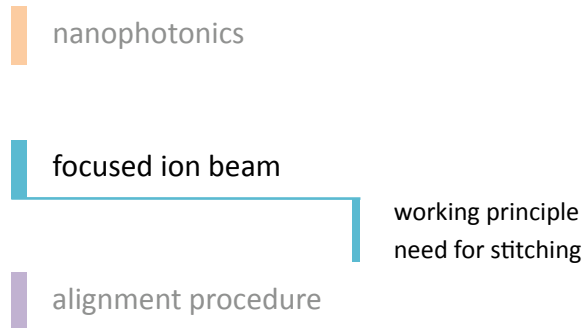 nanophotonics
focused ion beam
working principle
need for stitching
alignment procedure